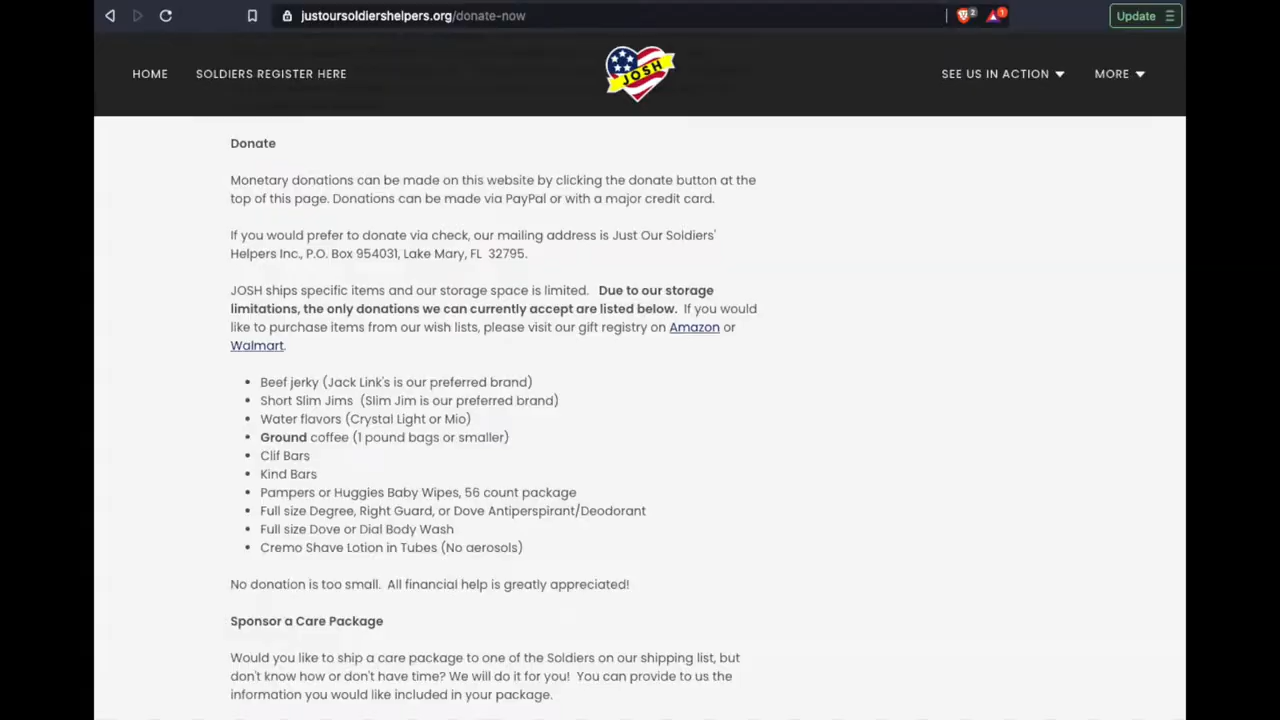 justoursoldiershelpers.org/donate-now
2
1
Update
HOME
SOLDIERS REGISTER HERE
JOSH
SEE US IN ACTION
MORE
Donate
Monetary donations can be made on this website by clicking the donate button at the
top of this page. Donations can be made via PayPal or with a major credit card.
If you would prefer to donate via check, our mailing address is Just Our Soldiers'
Helpers Inc., P.O. Box 954031, Lake Mary, FL  32795.
JOSH ships specific items and our storage space is limited.   Due to our storage
limitations, the only donations we can currently accept are listed below.  If you would
like to purchase items from our wish lists, please visit our gift registry on Amazon or
Walmart.
• Beef jerky (Jack Link's is our preferred brand)
• Short Slim Jims  (Slim Jim is our preferred brand)
• Water flavors (Crystal Light or Mio)
• Ground coffee (1 pound bags or smaller)
• Clif Bars
• Kind Bars
• Pampers or Huggies Baby Wipes, 56 count package
• Full size Degree, Right Guard, or Dove Antiperspirant/Deodorant
• Full size Dove or Dial Body Wash
• Cremo Shave Lotion in Tubes (No aerosols)
No donation is too small.  All financial help is greatly appreciated!
Sponsor a Care Package
Would you like to ship a care package to one of the Soldiers on our shipping list, but
don't know how or don't have time? We will do it for you!  You can provide to us the
information you would like included in your package.